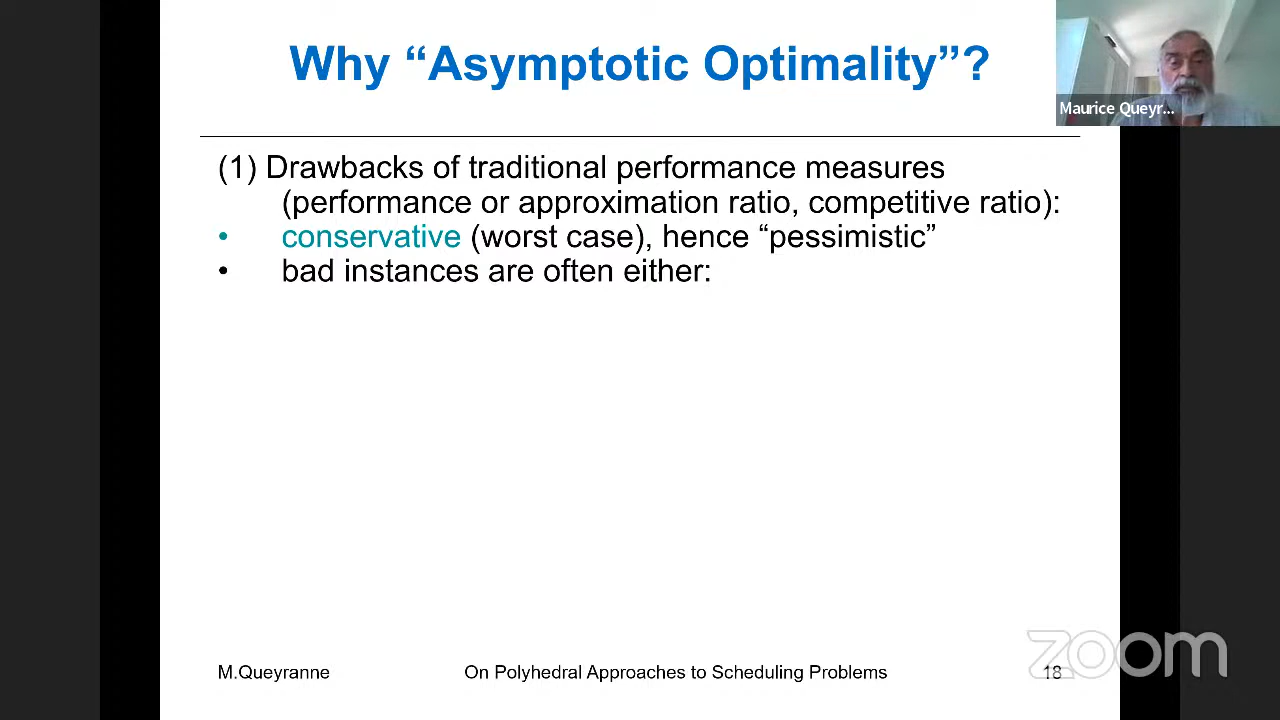 Why “Asymptotic Optimality”?
Maurice Queyr...
(1) Drawbacks of traditional performance measures
(performance or approximation ratio, competitive ratio):
• conservative (worst case), hence “pessimistic”
• bad instances are often either:
M.Queyranne
On Polyhedral Approaches to Scheduling Problems
18
zoom